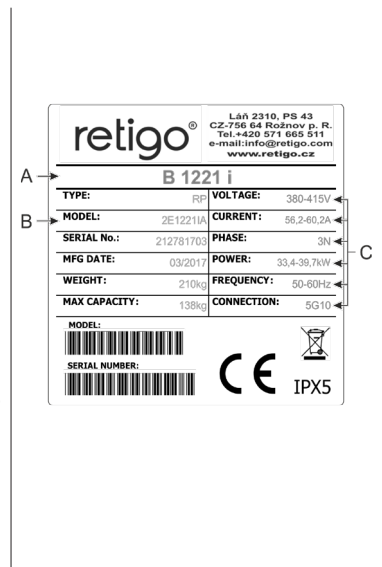 retigo®
Láň 2310, PS 43
CZ-756 64 Rožnov p. R.
Tel.+420 571 665 511
e-mail:info@retigo.com
www.retigo.cz
A
B 1221 i
TYPE: RP VOLTAGE: 380-415V
B
MODEL: 2E1221IA CURRENT: 56,2-60,2A
SERIAL No.: 212781703 PHASE: 3N
C
MFG DATE: 03/2017 POWER: 33,4-39,7kW
WEIGHT: 210kg FREQUENCY: 50-60Hz
MAX CAPACITY: 138kg CONNECTION: 5G10
MODEL:
SERIAL NUMBER:
CE
IPX5